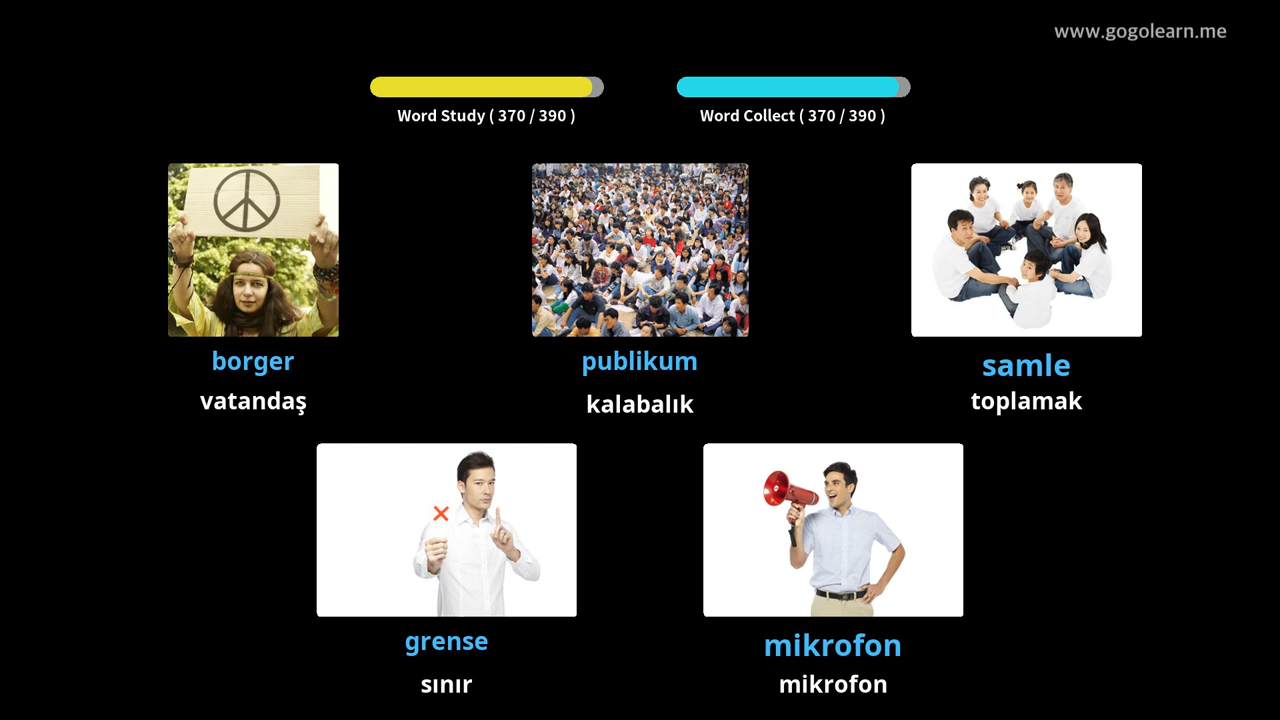 www.gogolearn.me
Word Study ( 370 / 390 )
Word Collect ( 370 / 390 )
borger
vatandaş
publikum
kalabalık
samle
toplamak
grense
sınır
mikrofon
mikrofon